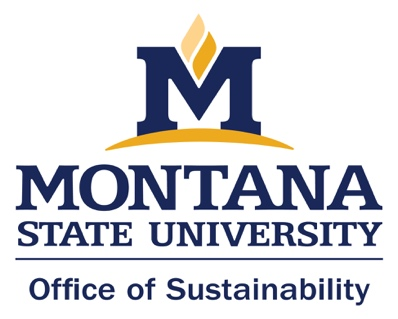 M
MONTANA
STATE UNIVERSITY
Office of Sustainability